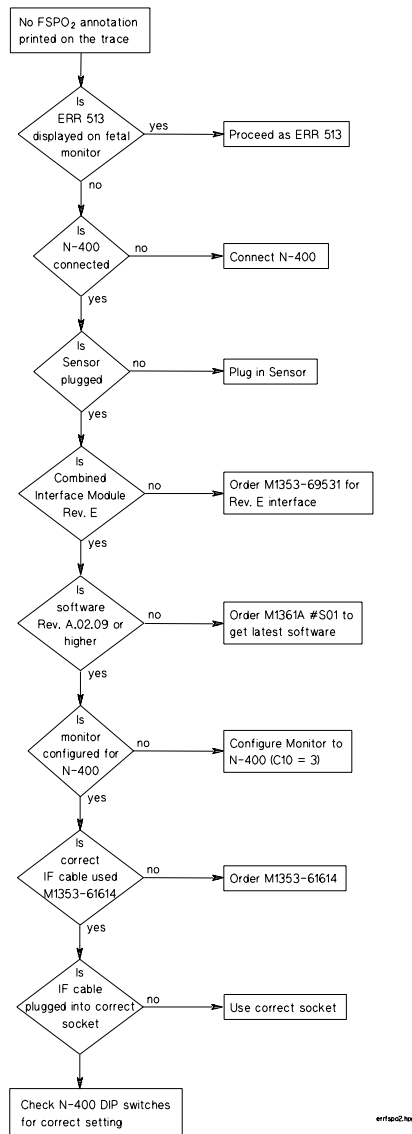 No FSPO₂ annotation
printed on the trace
Is
ERR 513
displayed on fetal
monitor
yes
Proceed as ERR 513
no
Is
N-400
connected
no
Connect N-400
yes
Is
Sensor
plugged
no
Plug in Sensor
yes
Is
Combined
Interface Module
Rev. E
no
Order M1353-69531 for
Rev. E interface
yes
Is
software
Rev. A.02.09 or
higher
no
Order M1361A #S01 to
get latest software
yes
Is
monitor
configured for
N-400
no
Configure Monitor to
N-400 (C10 = 3)
yes
Is
correct
IF cable used
M1353-61614
no
Order M1353-61614
yes
Is
IF cable
plugged into correct
socket
no
Use correct socket
Check N-400 DIP switches
for correct setting